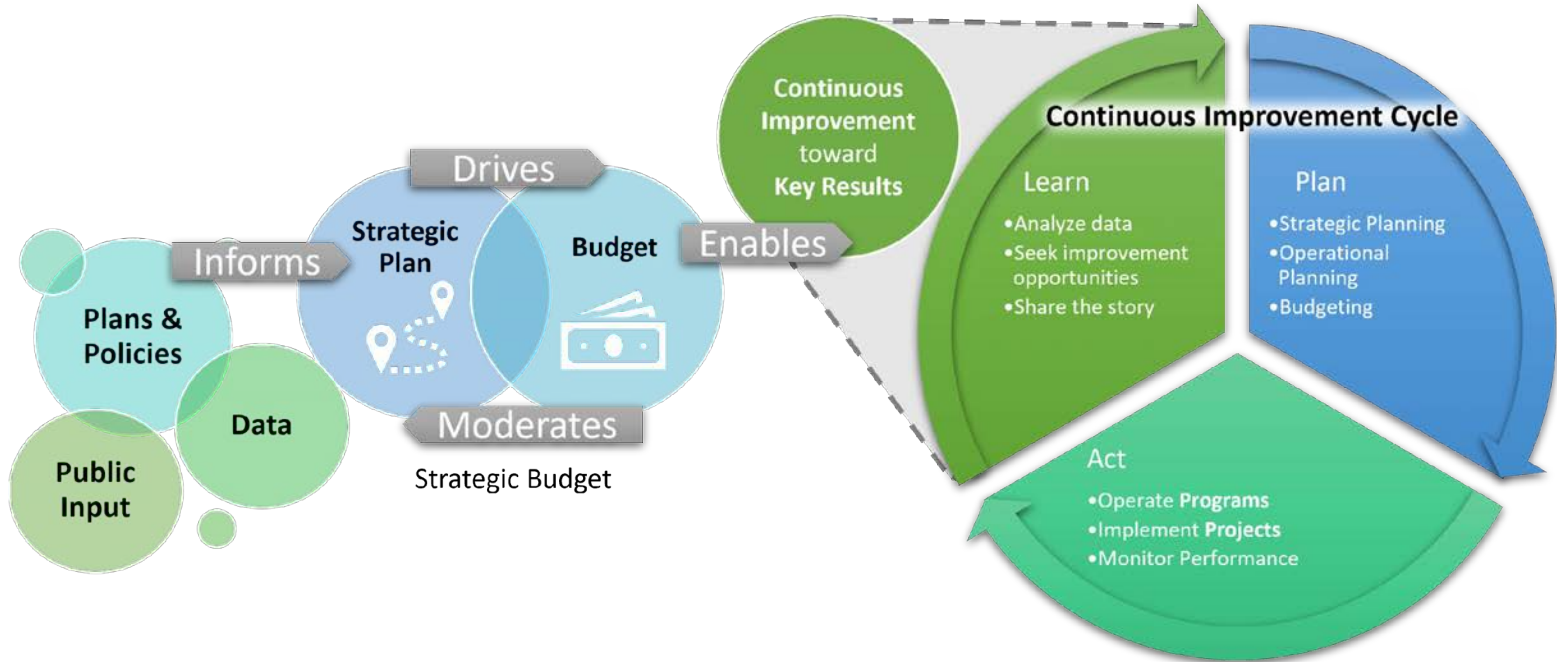 Plans &
Policies
Public
Input
Data
Informs
Drives
Strategic
Plan
Budget
Moderates
Strategic Budget
Enables
Continuous
Improvement
toward
Key Results
Continuous Improvement Cycle
Learn
•Analyze data
•Seek improvement
opportunities
•Share the story
Plan
•Strategic Planning
•Operational
Planning
•Budgeting
Act
•Operate Programs
•Implement Projects
•Monitor Performance